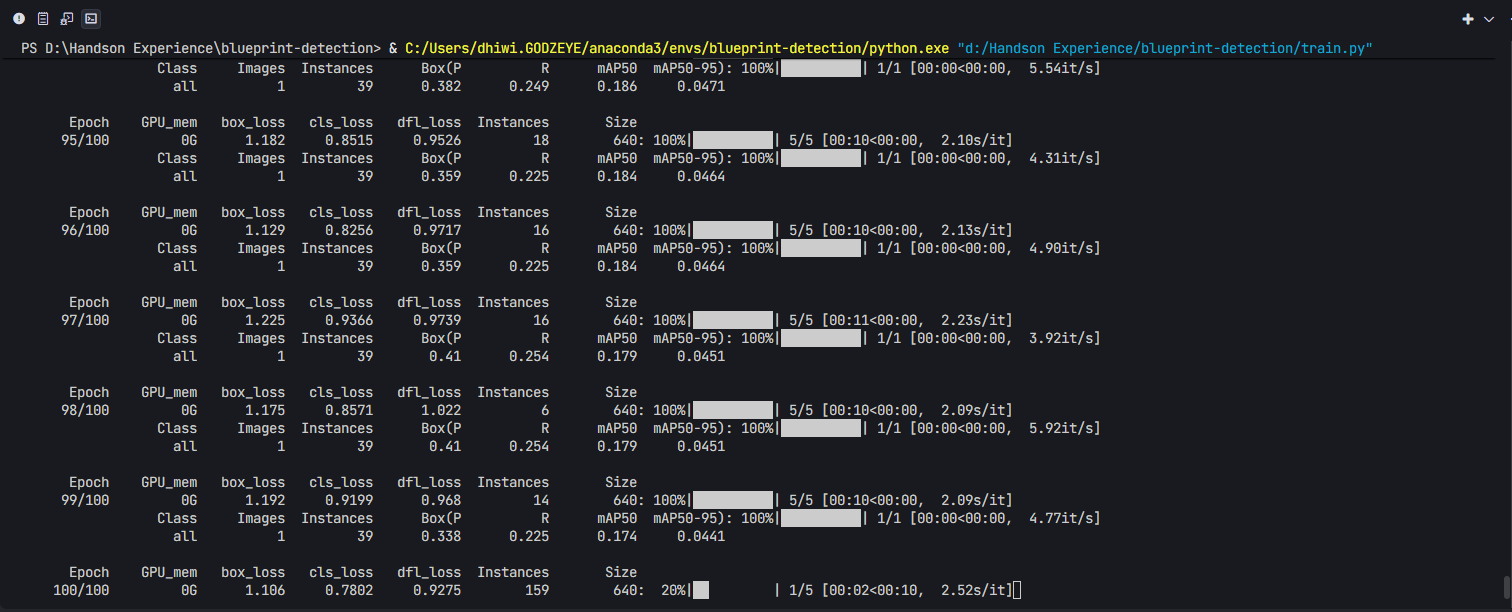 PS D:\Handson Experience\blueprint-detection> & C:/Users/dhiwi.GODZEYE/anaconda3/envs/blueprint-detection/python.exe "d:/Handson Experience/blueprint-detection/train.py"
Class Images Instances Box(P R mAP50 mAP50-95): 100%| | 1/1 [00:00<00:00, 5.54it/s]
all 1 39 0.382 0.249 0.186 0.0471
Epoch GPU_mem box_loss cls_loss dfl_loss Instances Size
95/100 0G 1.182 0.8515 0.9526 18 640: 100%| | 5/5 [00:10<00:00, 2.10s/it]
Class Images Instances Box(P R mAP50 mAP50-95): 100%| | 1/1 [00:00<00:00, 4.31it/s]
all 1 39 0.359 0.225 0.184 0.0464
Epoch GPU_mem box_loss cls_loss dfl_loss Instances Size
96/100 0G 1.129 0.8256 0.9717 16 640: 100%| | 5/5 [00:10<00:00, 2.13s/it]
Class Images Instances Box(P R mAP50 mAP50-95): 100%| | 1/1 [00:00<00:00, 4.90it/s]
all 1 39 0.359 0.225 0.184 0.0464
Epoch GPU_mem box_loss cls_loss dfl_loss Instances Size
97/100 0G 1.225 0.9366 0.9739 16 640: 100%| | 5/5 [00:11<00:00, 2.23s/it]
Class Images Instances Box(P R mAP50 mAP50-95): 100%| | 1/1 [00:00<00:00, 3.92it/s]
all 1 39 0.41 0.254 0.179 0.0451
Epoch GPU_mem box_loss cls_loss dfl_loss Instances Size
98/100 0G 1.175 0.8571 1.022 6 640: 100%| | 5/5 [00:10<00:00, 2.09s/it]
Class Images Instances Box(P R mAP50 mAP50-95): 100%| | 1/1 [00:00<00:00, 5.92it/s]
all 1 39 0.41 0.254 0.179 0.0451
Epoch GPU_mem box_loss cls_loss dfl_loss Instances Size
99/100 0G 1.192 0.9199 0.968 14 640: 100%| | 5/5 [00:10<00:00, 2.09s/it]
Class Images Instances Box(P R mAP50 mAP50-95): 100%| | 1/1 [00:00<00:00, 4.77it/s]
all 1 39 0.338 0.225 0.174 0.0441
Epoch GPU_mem box_loss cls_loss dfl_loss Instances Size
100/100 0G 1.106 0.7802 0.9275 159 640: 20%| | 1/5 [00:02<00:10, 2.52s/it]